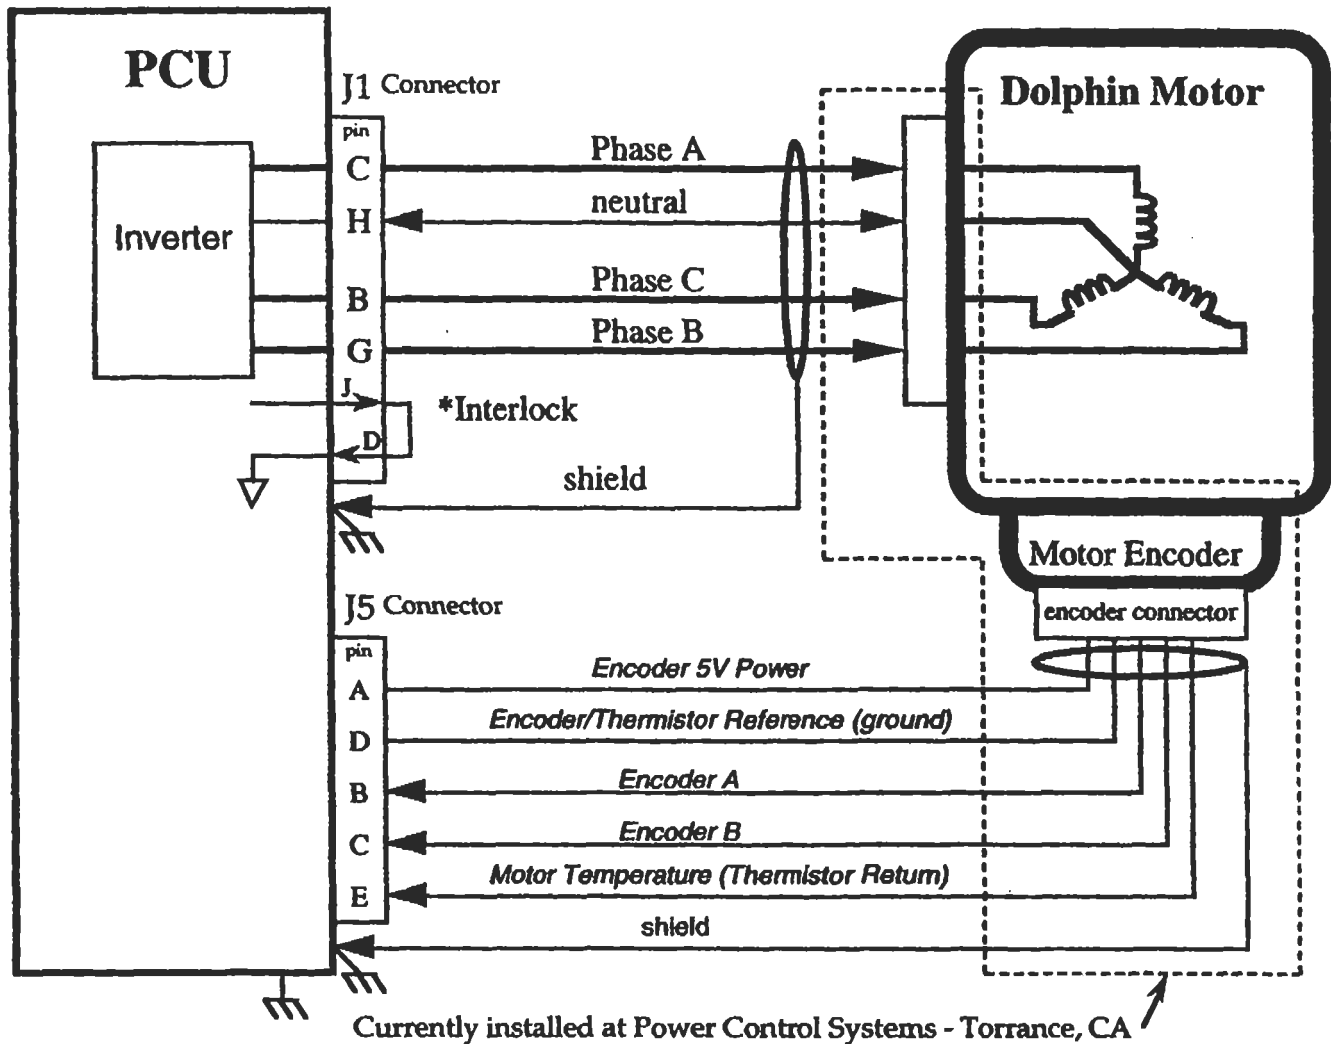 PCU
Dolphin Motor
J1 Connector
pin
C
Phase A
H
neutral
Inverter
B
Phase C
G
Phase B
J
*Interlock
D
shield
Motor Encoder
encoder connector
J5 Connector
pin
A
Encoder 5V Power
D
Encoder/Thermistor Reference (ground)
B
Encoder A
C
Encoder B
E
Motor Temperature (Thermistor Return)
shield
Currently installed at Power Control Systems - Torrance, CA